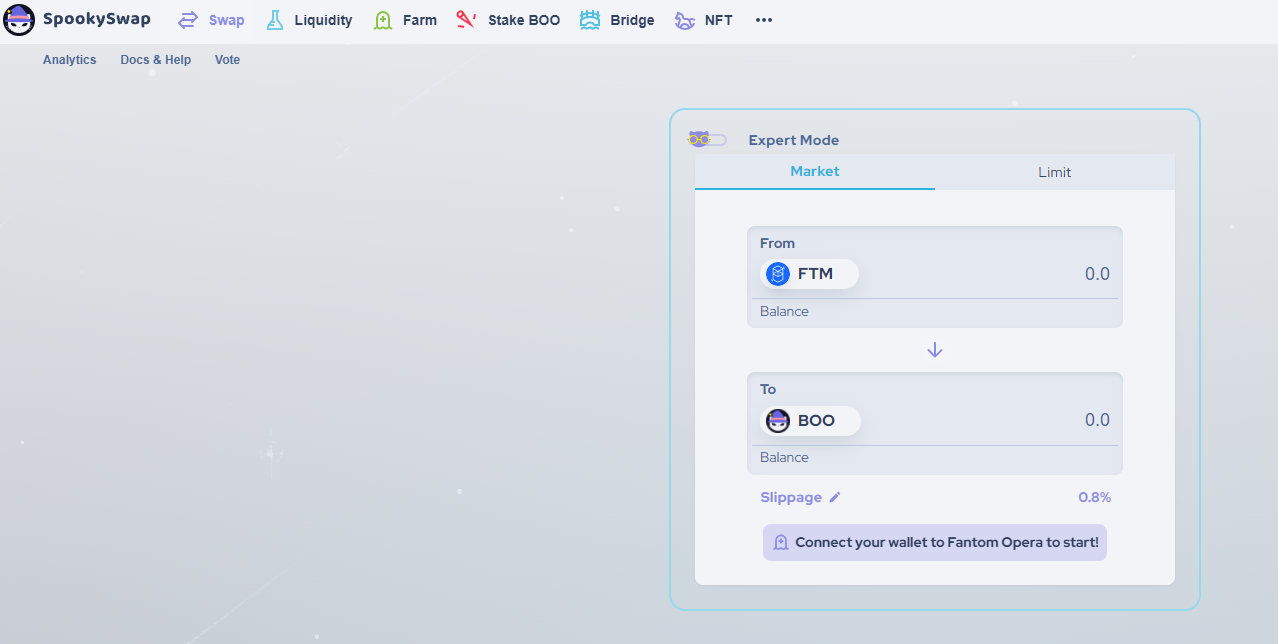 SpookySwap Swap Liquidity Farm Stake BOO Bridge NFT •••
Analytics Docs & Help Vote
Expert Mode
Market Limit
From
FTM 0.0
Balance
To
BOO 0.0
Balance
Slippage 0.8%
Connect your wallet to Fantom Opera to start!